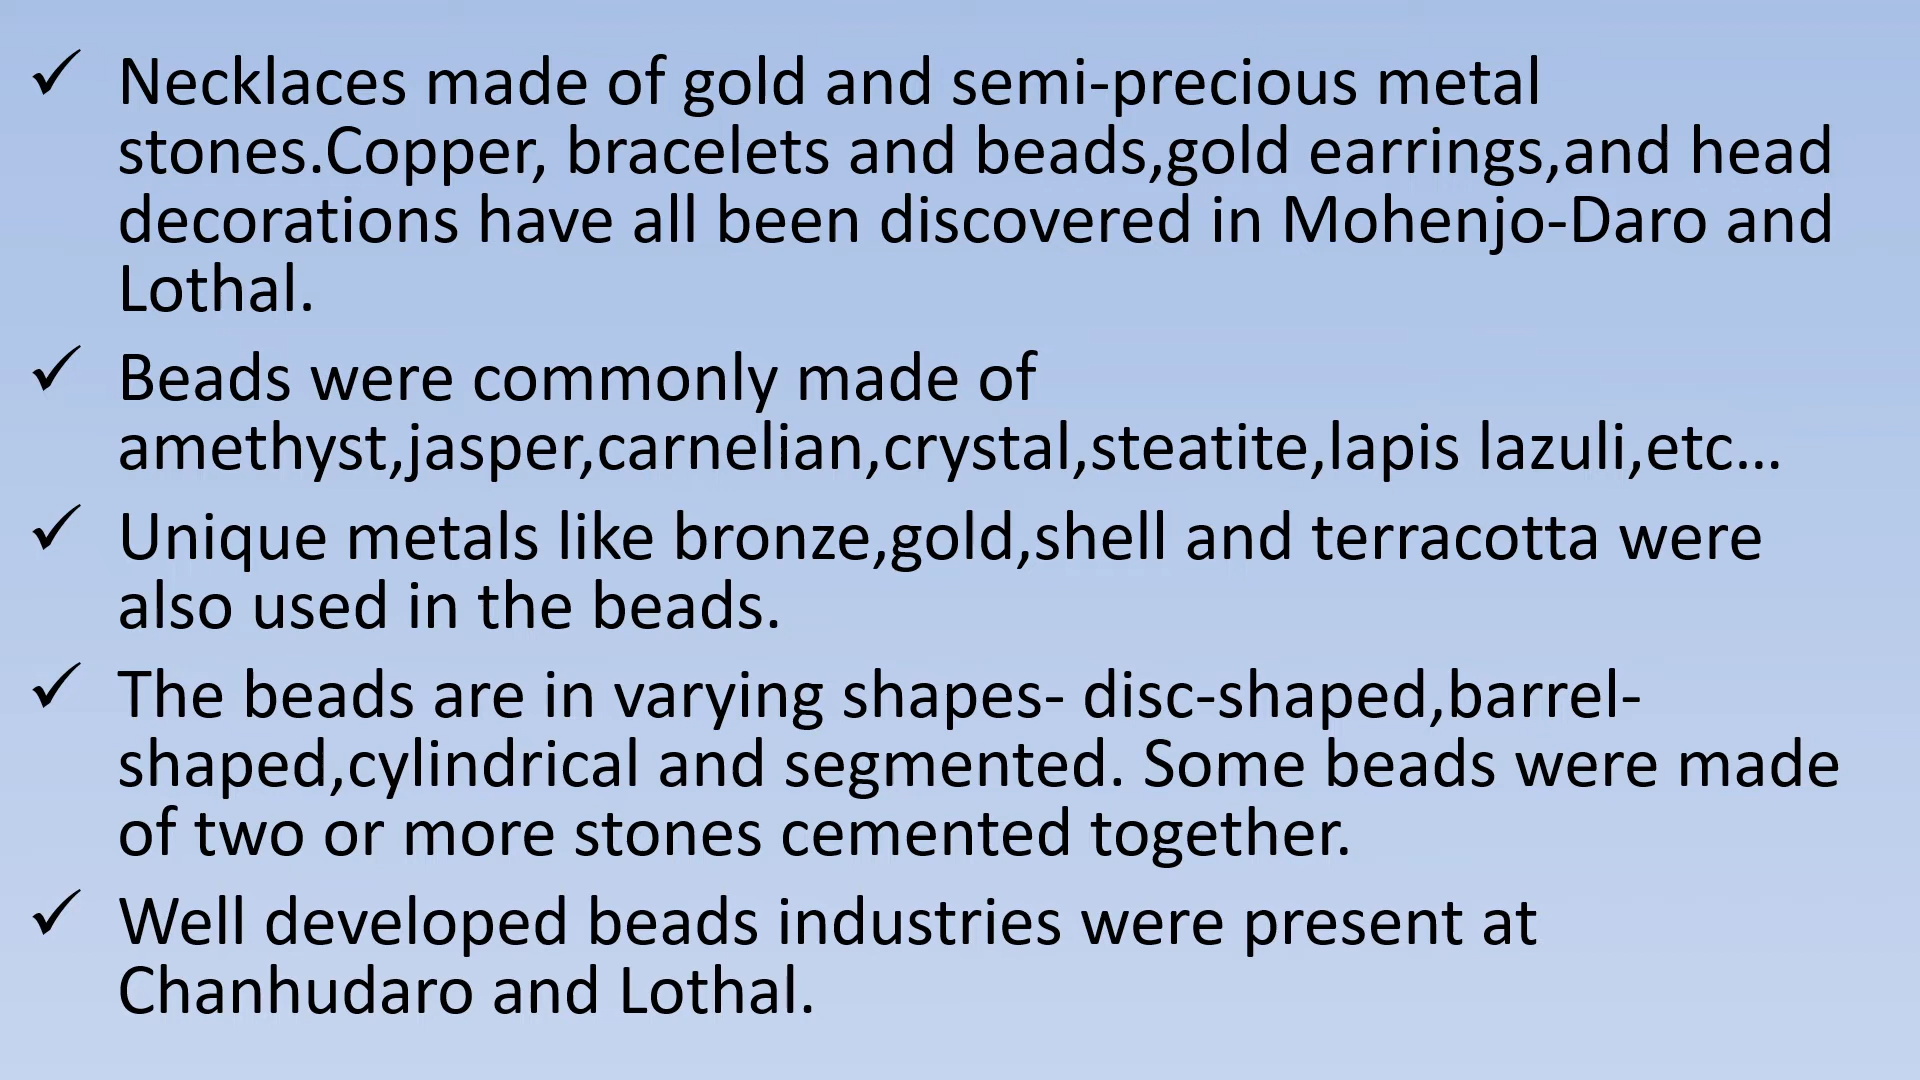 ✓ Necklaces made of gold and semi-precious metal
stones.Copper, bracelets and beads,gold earrings,and head
decorations have all been discovered in Mohenjo-Daro and
Lothal.
✓ Beads were commonly made of
amethyst,jasper,carnelian,crystal,steatite,lapis lazuli,etc...
✓ Unique metals like bronze,gold,shell and terracotta were
also used in the beads.
✓ The beads are in varying shapes- disc-shaped,barrel-
shaped,cylindrical and segmented. Some beads were made
of two or more stones cemented together.
✓ Well developed beads industries were present at
Chanhudaro and Lothal.